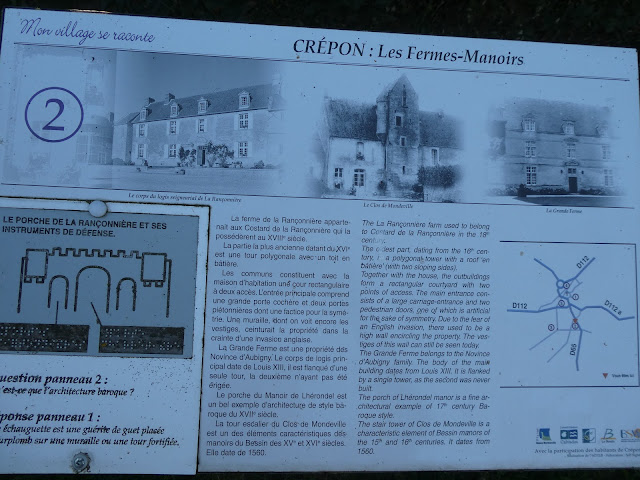 Mon village se raconte
CRÉPON : Les Fermes-Manoirs
2
Le corps du logis seigneurial de La Rançonnière
Le Clos de Mondeville
La Grande Ferme
LE PORCHE DE LA RANÇONNIÈRE ET SES
INSTRUMENTS DE DÉFENSE.
uestion panneau 2 :
est-ce que l'architecture baroque ?
ponse panneau 1 :
échauguette est une guérite de guet placée
urplomb sur une muraille ou une tour fortifiée.
La ferme de la Rançonnière apparte-
nait aux Costard de la Rançonnière qui la
possédèrent au XVIIIᵉ siècle.
La partie la plus ancienne datant du XVIᵉ
est une tour polygonale avec un toit en
bâtière.
Les communs constituent avec la
maison d'habitation une cour rectangulaire
à deux accès. L'entrée principale comprend
une grande porte cochère et deux portes
piétonnières dont une factice pour la symé-
trie. Une muraille, dont on voit encore les
vestiges, ceinturait la propriété dans la
crainte d'une invasion anglaise.
La Grande Ferme est une propriété des
Novince d'Aubigny. Le corps de logis prin-
cipal date de Louis XIII, il est flanqué d'une
seule tour, la deuxième n'ayant pas été
érigée.
Le porche du Manoir de Lhérondel est
un bel exemple d'architecture de style ba-
roque du XVIIᵉ siècle.
La tour escalier du Clos de Mondeville
est un des éléments caractéristiques des
manoirs du Bessin des XVᵉ et XVIᵉ siècles.
Elle date de 1560.
The La Rançonnière farm used to belong
to Costard de la Rançonnière in the 18ᵗʰ
century.
The oldest part, dating from the 16ᵗʰ cen-
tury, is a polygonal tower with a roof "en
bâtière" (with two sloping sides).
Together with the house, the outbuildings
form a rectangular courtyard with two
points of access. The main entrance con-
sists of a large carriage-entrance and two
pedestrian doors, one of which is artificial
for the sake of symmetry. Due to the fear of
an English invasion, there used to be a
high wall encircling the property. The ves-
tiges of this wall can still be seen today.
The Grande Ferme belongs to the Novince
d'Aubigny family. The body of the main
building dates from Louis XIII. It is flanked
by a single tower, as the second was never
built.
The porch of Lhérondel manor is a fine ar-
chitectural example of 17ᵗʰ century Ba-
roque style.
The stair tower of Clos de Mondeville is a
characteristic element of Bessin manors of
the 15ᵗʰ and 16ᵗʰ centuries. It dates from
1560.
D112
D112
D112 a
D65
Vous êtes ici
Avec la participation des habitants de Crépon